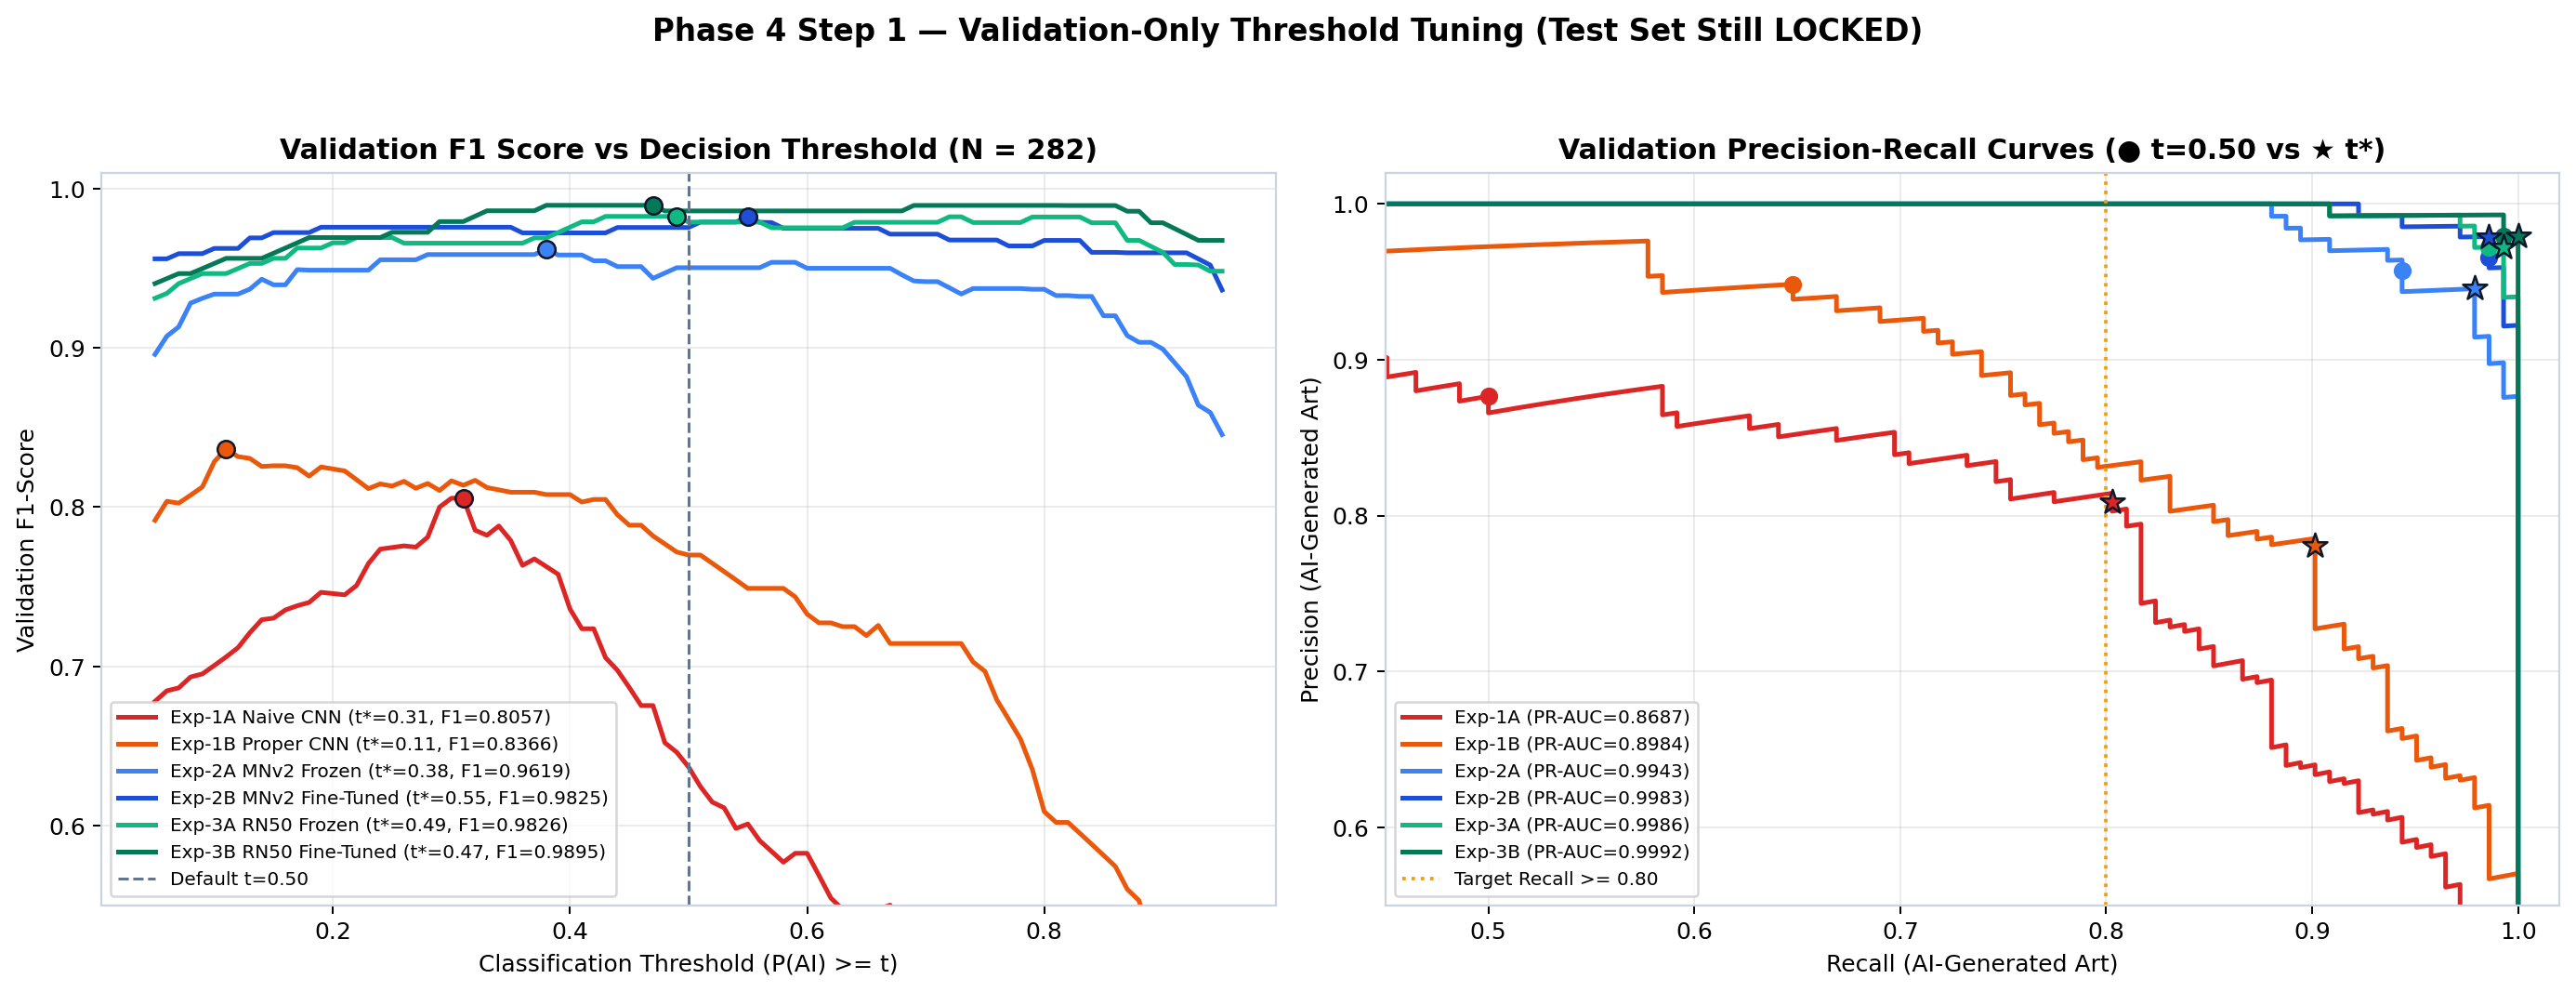 Phase 4 Step 1 — Validation-Only Threshold Tuning (Test Set Still LOCKED)
Validation F1 Score vs Decision Threshold (N = 282)
Validation F1-Score
1.0
0.9
0.8
0.7
0.6
Exp-1A Naive CNN (t*=0.31, F1=0.8057)
Exp-1B Proper CNN (t*=0.11, F1=0.8366)
Exp-2A MNv2 Frozen (t*=0.38, F1=0.9619)
Exp-2B MNv2 Fine-Tuned (t*=0.55, F1=0.9825)
Exp-3A RN50 Frozen (t*=0.49, F1=0.9826)
Exp-3B RN50 Fine-Tuned (t*=0.47, F1=0.9895)
Default t=0.50
0.2 0.4 0.6 0.8
Classification Threshold (P(AI) >= t)
Validation Precision-Recall Curves (● t=0.50 vs ★ t*)
Precision (AI-Generated Art)
1.0
0.9
0.8
0.7
0.6
Exp-1A (PR-AUC=0.8687)
Exp-1B (PR-AUC=0.8984)
Exp-2A (PR-AUC=0.9943)
Exp-2B (PR-AUC=0.9983)
Exp-3A (PR-AUC=0.9986)
Exp-3B (PR-AUC=0.9992)
Target Recall >= 0.80
0.5 0.6 0.7 0.8 0.9 1.0
Recall (AI-Generated Art)